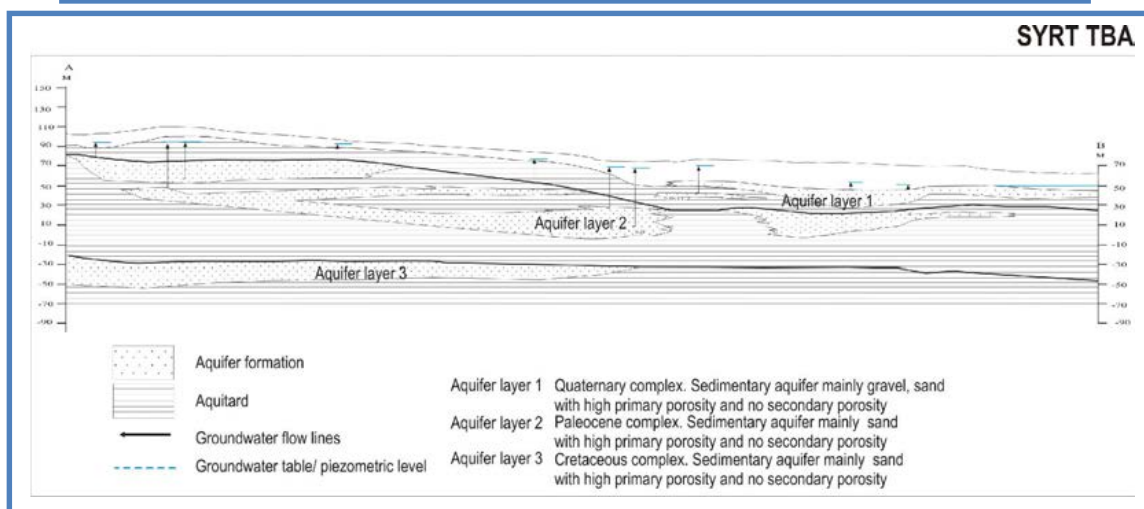 SYRT TBA
A
M
150
130
110
90
70
50
30
10
-10
-30
-50
-70
-90
B
M
70
50
30
10
-10
-30
-50
-70
-90
Aquifer layer 1
Aquifer layer 2
Aquifer layer 3
Aquifer formation
Aquitard
Groundwater flow lines
Groundwater table/ piezometric level
Aquifer layer 1 Quaternary complex. Sedimentary aquifer mainly gravel, sand
with high primary porosity and no secondary porosity
Aquifer layer 2 Paleocene complex. Sedimentary aquifer mainly sand
with high primary porosity and no secondary porosity
Aquifer layer 3 Cretaceous complex. Sedimentary aquifer mainly sand
with high primary porosity and no secondary porosity